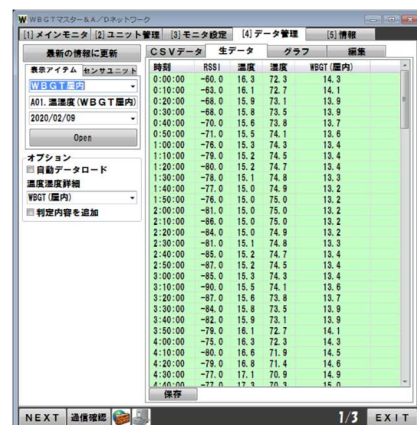 WBGTマスター&A/Dネットワーク
[1]メインモニタ [2]ユニット管理 [3]モニタ設定 [4]データ管理 [5]情報
最新の情報に更新
表示アイテム センサユニット
WBGT屋内
A01. 温湿度(WBGT屋内)
2020/02/09
Open
オプション
自動データロード
温度湿度詳細
WBGT(屋内)
判定内容を追加
CSVデータ 生データ グラフ 編集
時刻 RSSI 温度 湿度 WBGT(屋内)
0:00:00 -60.0 16.3 72.3 14.3
0:10:00 -63.0 16.1 72.7 14.1
0:20:00 -68.0 15.9 73.1 13.9
0:30:00 -68.0 15.8 73.5 13.9
0:40:00 -70.0 15.6 73.8 13.7
0:50:00 -71.0 15.5 74.1 13.6
1:00:00 -76.0 15.3 74.3 13.4
1:10:00 -79.0 15.2 74.5 13.4
1:20:00 -80.0 15.2 74.7 13.4
1:30:00 -78.0 15.1 74.8 13.3
1:40:00 -77.0 15.0 74.9 13.2
1:50:00 -76.0 15.0 75.0 13.2
2:00:00 -81.0 15.0 75.0 13.2
2:10:00 -86.0 15.0 75.0 13.2
2:20:00 -84.0 15.0 74.9 13.2
2:30:00 -81.0 15.1 74.8 13.3
2:40:00 -85.0 15.2 74.7 13.4
2:50:00 -87.0 15.2 74.5 13.4
3:00:00 -85.0 15.3 74.3 13.4
3:10:00 -90.0 15.5 74.1 13.6
3:20:00 -87.0 15.6 73.8 13.7
3:30:00 -84.0 15.8 73.5 13.9
3:40:00 -82.0 15.9 73.1 13.9
3:50:00 -79.0 16.1 72.7 14.1
4:00:00 -75.0 16.3 72.3 14.3
4:10:00 -80.0 16.6 71.9 14.5
4:20:00 -79.0 16.8 71.4 14.6
4:30:00 -77.0 17.1 70.9 14.9
4:40:00 -77.0 17.3 70.3 15.0
保存
NEXT 通信確認 1/3 EXIT